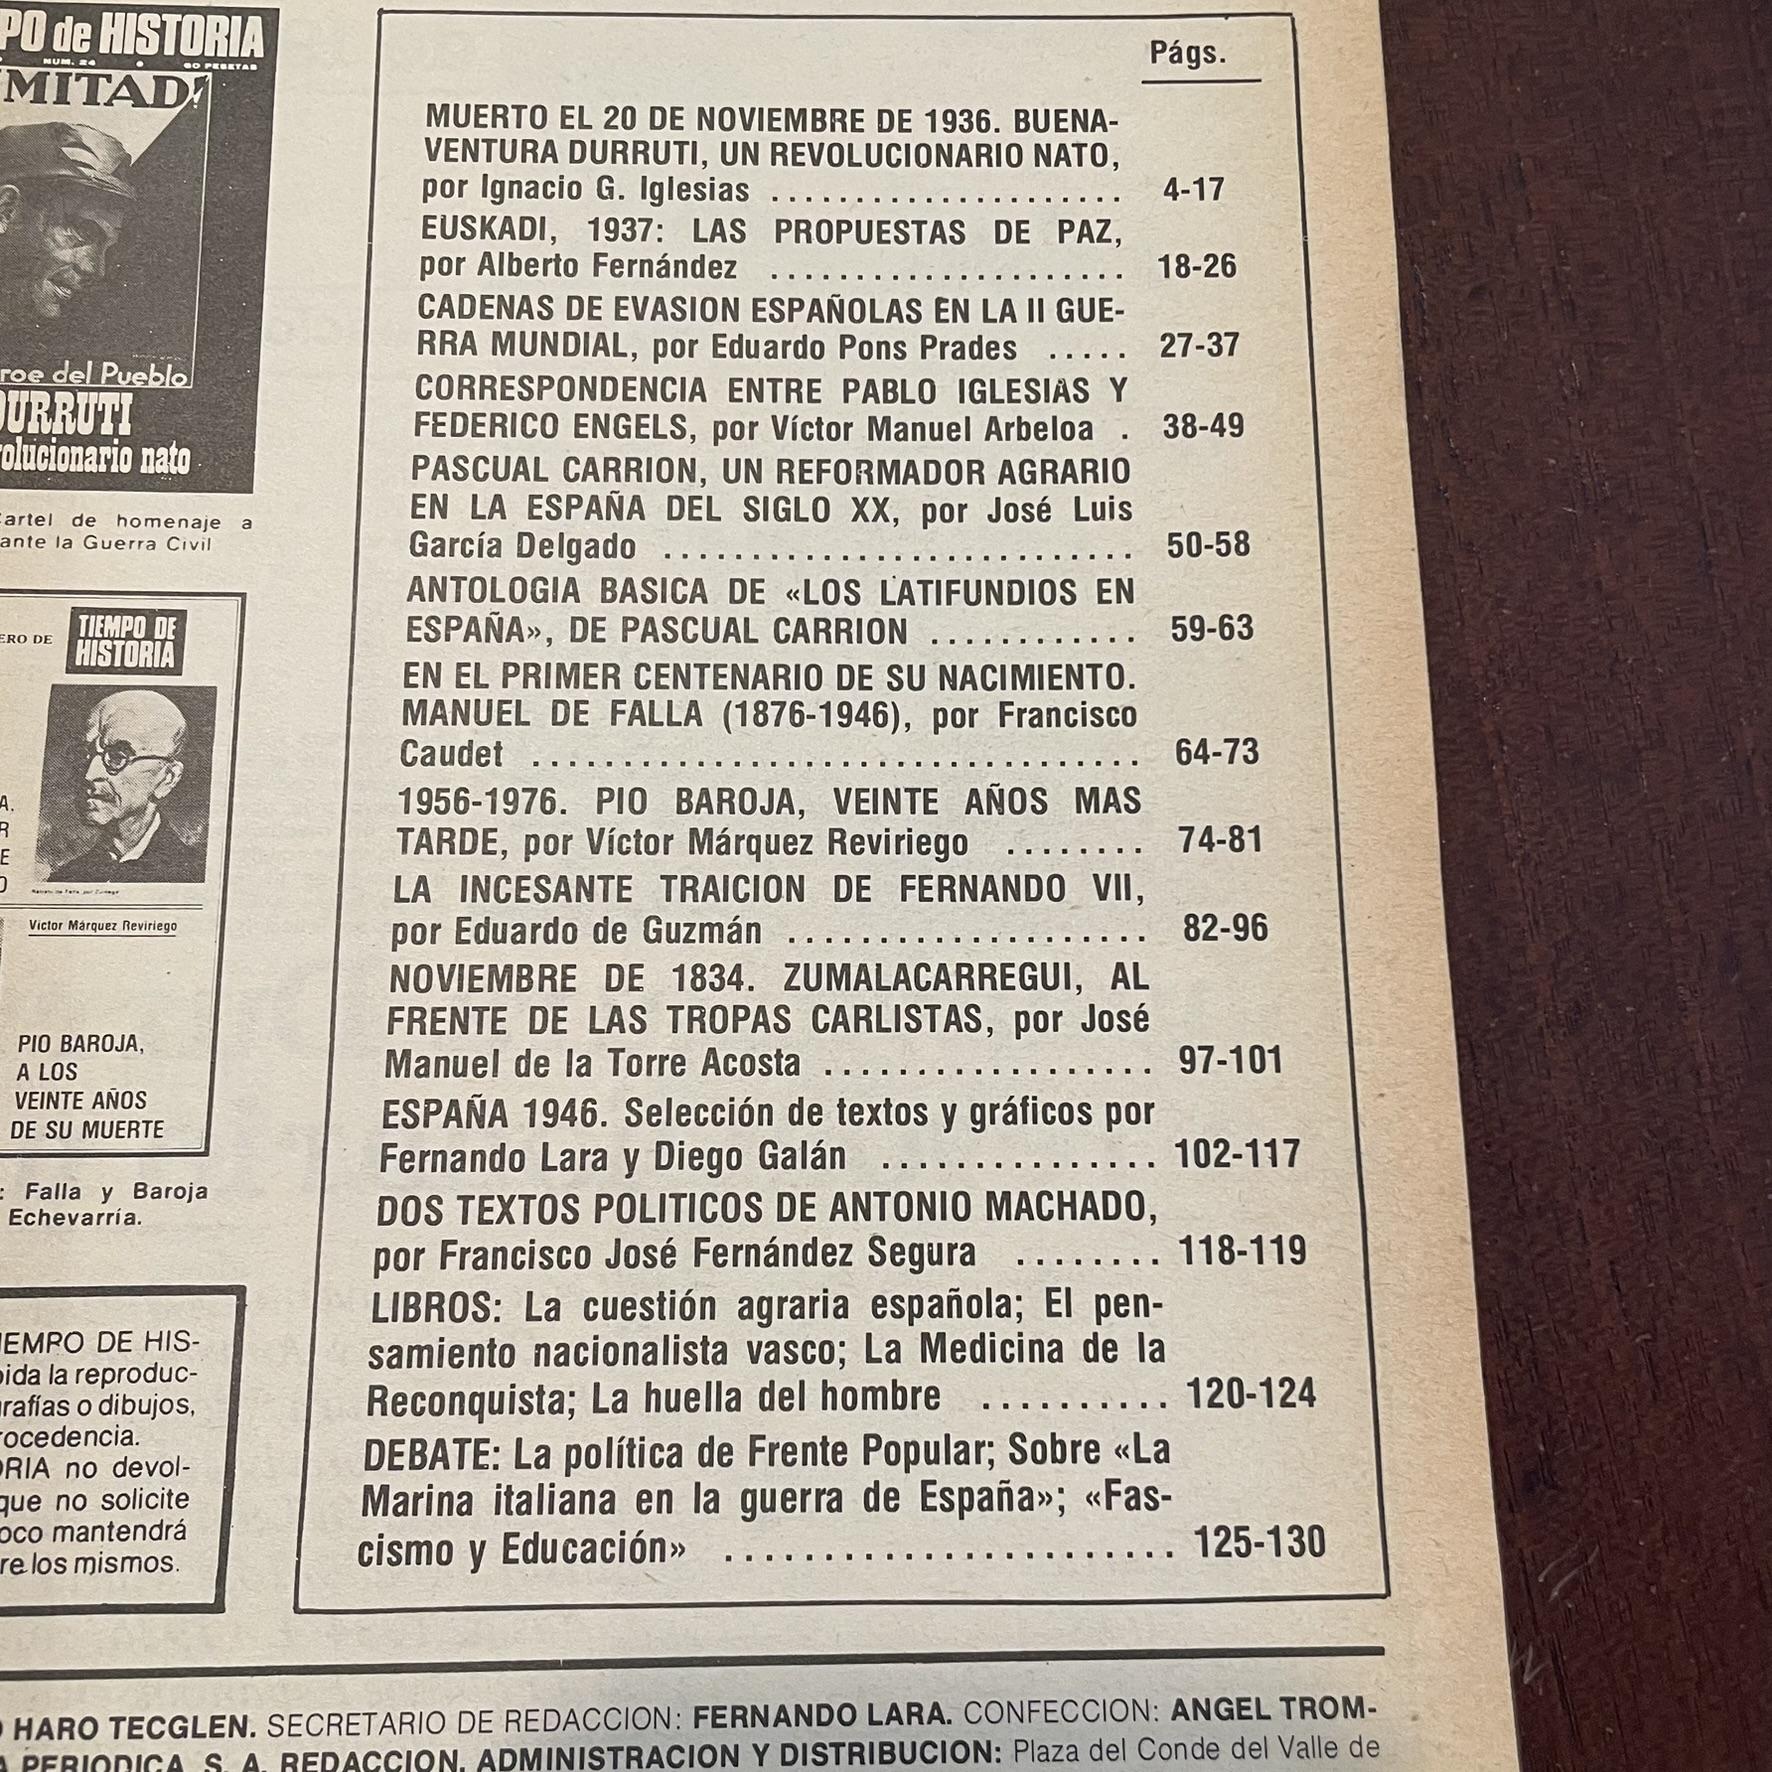 PO de HISTORIA
NUM. 24 60 PESETAS
MITAD!
roe del Pueblo
DURRUTI
olucionario nato
artel de homenaje a
ante la Guerra Civil
ERO DE
TIEMPO DE
HISTORIA
A.
R
E
O
Víctor Márquez Reviriego
PIO BAROJA,
A LOS
VEINTE AÑOS
DE SU MUERTE
: Falla y Baroja
Echevarría.
IEMPO DE HIS-
bida la reproduc-
rafías o dibujos,
rocedencia.
ORIA no devol-
que no solicite
oco mantendrá
re los mismos.
Págs.
MUERTO EL 20 DE NOVIEMBRE DE 1936. BUENA-
VENTURA DURRUTI, UN REVOLUCIONARIO NATO,
por Ignacio G. Iglesias ..................... 4-17
EUSKADI, 1937: LAS PROPUESTAS DE PAZ,
por Alberto Fernández ..................... 18-26
CADENAS DE EVASION ESPAÑOLAS EN LA II GUE-
RRA MUNDIAL, por Eduardo Pons Prades ..... 27-37
CORRESPONDENCIA ENTRE PABLO IGLESIAS Y
FEDERICO ENGELS, por Víctor Manuel Arbeloa . 38-49
PASCUAL CARRION, UN REFORMADOR AGRARIO
EN LA ESPAÑA DEL SIGLO XX, por José Luis
García Delgado ........................... 50-58
ANTOLOGIA BASICA DE «LOS LATIFUNDIOS EN
ESPAÑA», DE PASCUAL CARRION ............ 59-63
EN EL PRIMER CENTENARIO DE SU NACIMIENTO.
MANUEL DE FALLA (1876-1946), por Francisco
Caudet .................................. 64-73
1956-1976. PIO BAROJA, VEINTE AÑOS MAS
TARDE, por Víctor Márquez Reviriego ........ 74-81
LA INCESANTE TRAICION DE FERNANDO VII,
por Eduardo de Guzmán ................... 82-96
NOVIEMBRE DE 1834. ZUMALACARREGUI, AL
FRENTE DE LAS TROPAS CARLISTAS, por José
Manuel de la Torre Acosta ................. 97-101
ESPAÑA 1946. Selección de textos y gráficos por
Fernando Lara y Diego Galán .............. 102-117
DOS TEXTOS POLITICOS DE ANTONIO MACHADO,
por Francisco José Fernández Segura ........ 118-119
LIBROS: La cuestión agraria española; El pen-
samiento nacionalista vasco; La Medicina de la
Reconquista; La huella del hombre .......... 120-124
DEBATE: La política de Frente Popular; Sobre «La
Marina italiana en la guerra de España»; «Fas-
cismo y Educación» ....................... 125-130
O HARO TECGLEN. SECRETARIO DE REDACCION: FERNANDO LARA. CONFECCION: ANGEL TROM-
A PERIODICA, S. A. REDACCION, ADMINISTRACION Y DISTRIBUCION: Plaza del Conde del Valle de